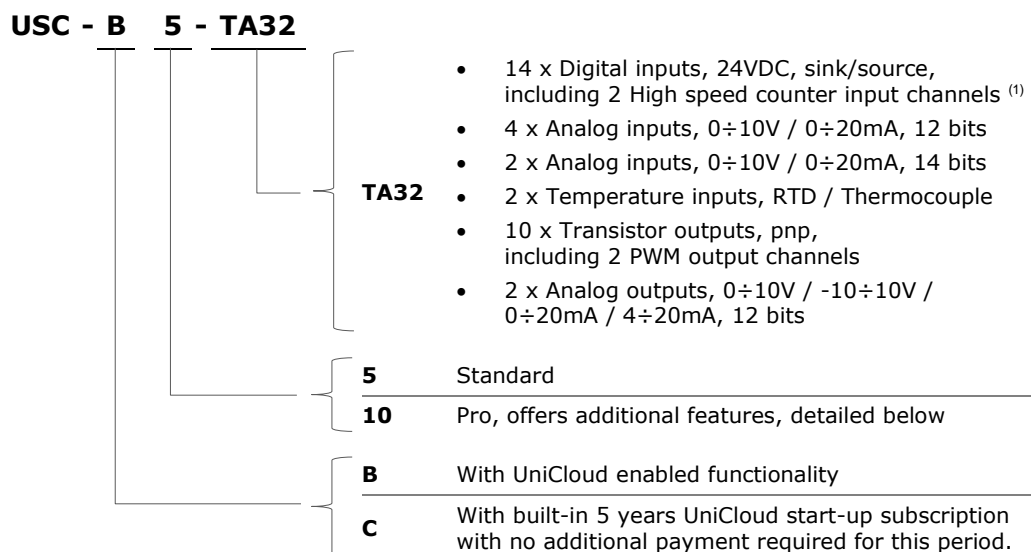 USC - B 5 - TA32
• 14 x Digital inputs, 24VDC, sink/source,
including 2 High speed counter input channels (1)
• 4 x Analog inputs, 0÷10V / 0÷20mA, 12 bits
• 2 x Analog inputs, 0÷10V / 0÷20mA, 14 bits
TA32
• 2 x Temperature inputs, RTD / Thermocouple
• 10 x Transistor outputs, pnp,
including 2 PWM output channels
• 2 x Analog outputs, 0÷10V / -10÷10V /
0÷20mA / 4÷20mA, 12 bits
5 Standard
10 Pro, offers additional features, detailed below
B With UniCloud enabled functionality
C With built-in 5 years UniCloud start-up subscription
with no additional payment required for this period.